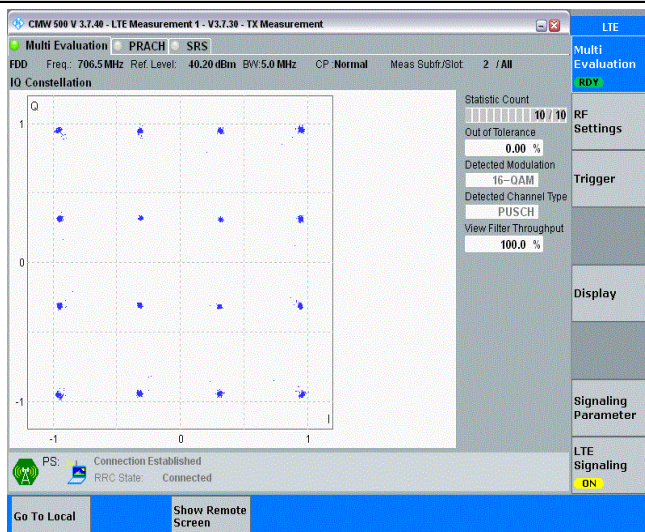 CMW 500 V 3.7.40 - LTE Measurement 1 - V3.7.30 - TX Measurement
LTE
Multi Evaluation PRACH SRS
Multi
Evaluation
RDY
FDD Freq.: 706.5 MHz Ref. Level: 40.20 dBm BW: 5.0 MHz CP : Normal Meas Subfr./Slot: 2 / All
IQ Constellation
Statistic Count
10 / 10
Out of Tolerance
0.00 %
Detected Modulation
16-QAM
Detected Channel Type
PUSCH
View Filter Throughput
100.0 %
RF
Settings
Trigger
Display
Signaling
Parameter
LTE
Signaling
ON
Q
1
0
-1
I
-1 0 1
PS: Connection Established
RRC State: Connected
Go To Local
Show Remote
Screen